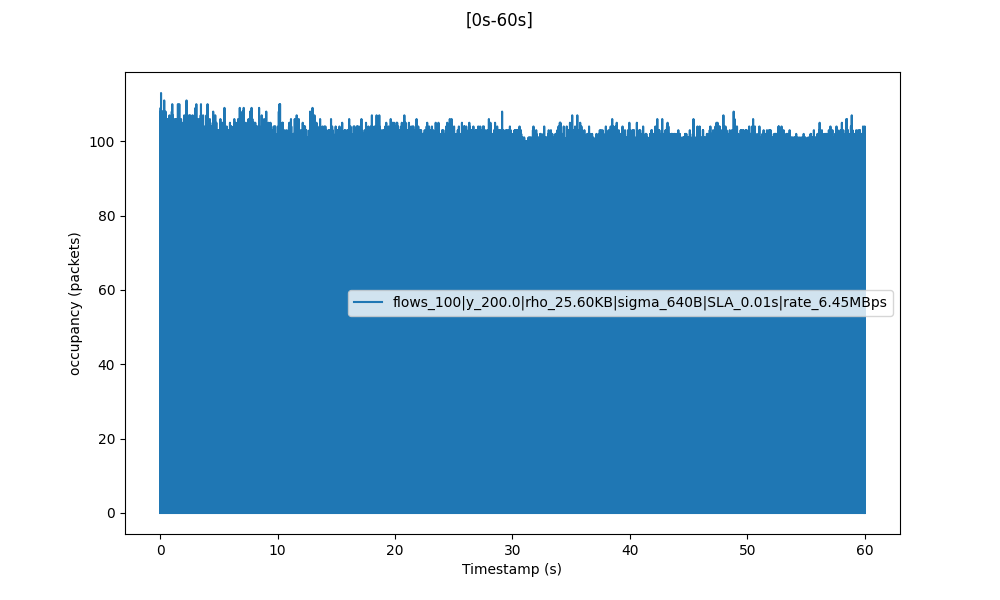 [0s-60s]
100
80
60
40
20
0
occupancy (packets)
flows_100|y_200.0|rho_25.60KB|sigma_640B|SLA_0.01s|rate_6.45MBps
0 10 20 30 40 50 60
Timestamp (s)